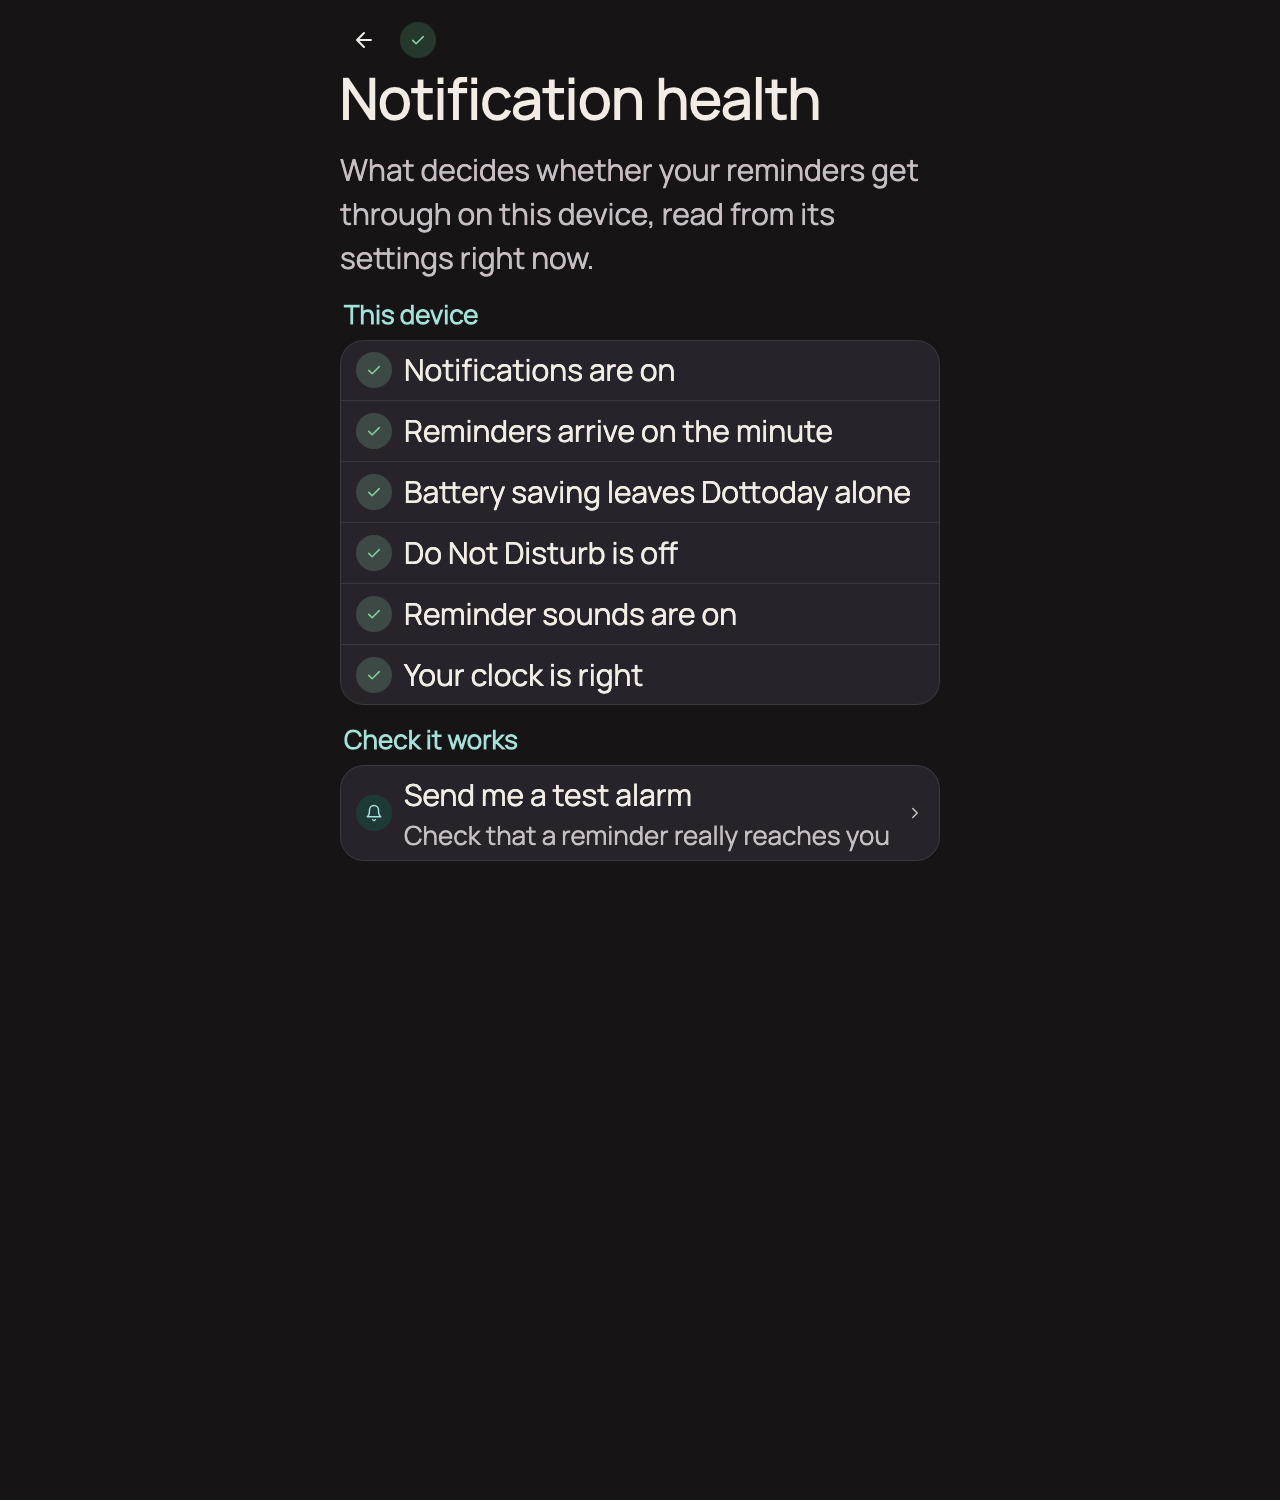 Notification health
What decides whether your reminders get
through on this device, read from its
settings right now.
This device
Notifications are on
Reminders arrive on the minute
Battery saving leaves Dottoday alone
Do Not Disturb is off
Reminder sounds are on
Your clock is right
Check it works
Send me a test alarm
Check that a reminder really reaches you